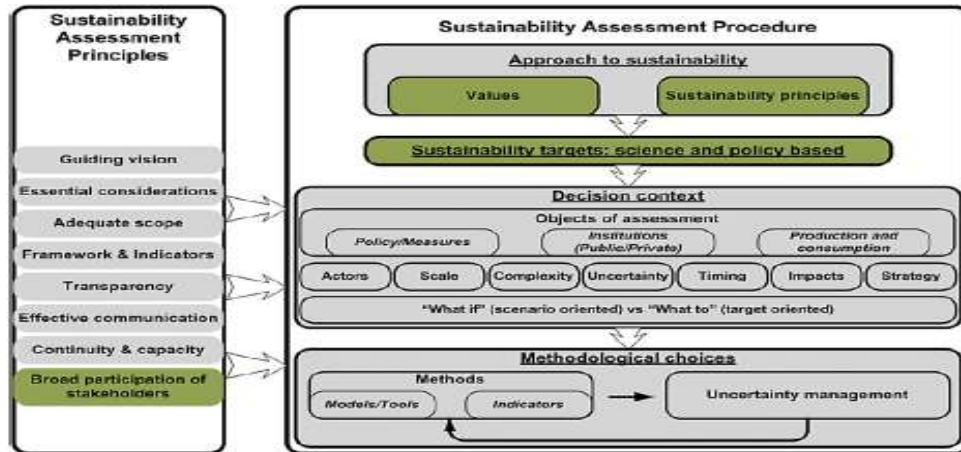 Sustainability
Assessment
Principles
Guiding vision
Essential considerations
Adequate scope
Framework & Indicators
Transparency
Effective communication
Continuity & capacity
Broad participation of
stakeholders
Sustainability Assessment Procedure
Approach to sustainability
Values
Sustainability principles
Sustainability targets: science and policy based
Decision context
Objects of assessment
Policy/Measures
Institutions
(Public/Private)
Production and
consumption
Actors
Scale
Complexity
Uncertainty
Timing
Impacts
Strategy
"What if" (scenario oriented) vs "What to" (target oriented)
Methodological choices
Methods
Models/Tools
Indicators
Uncertainty management